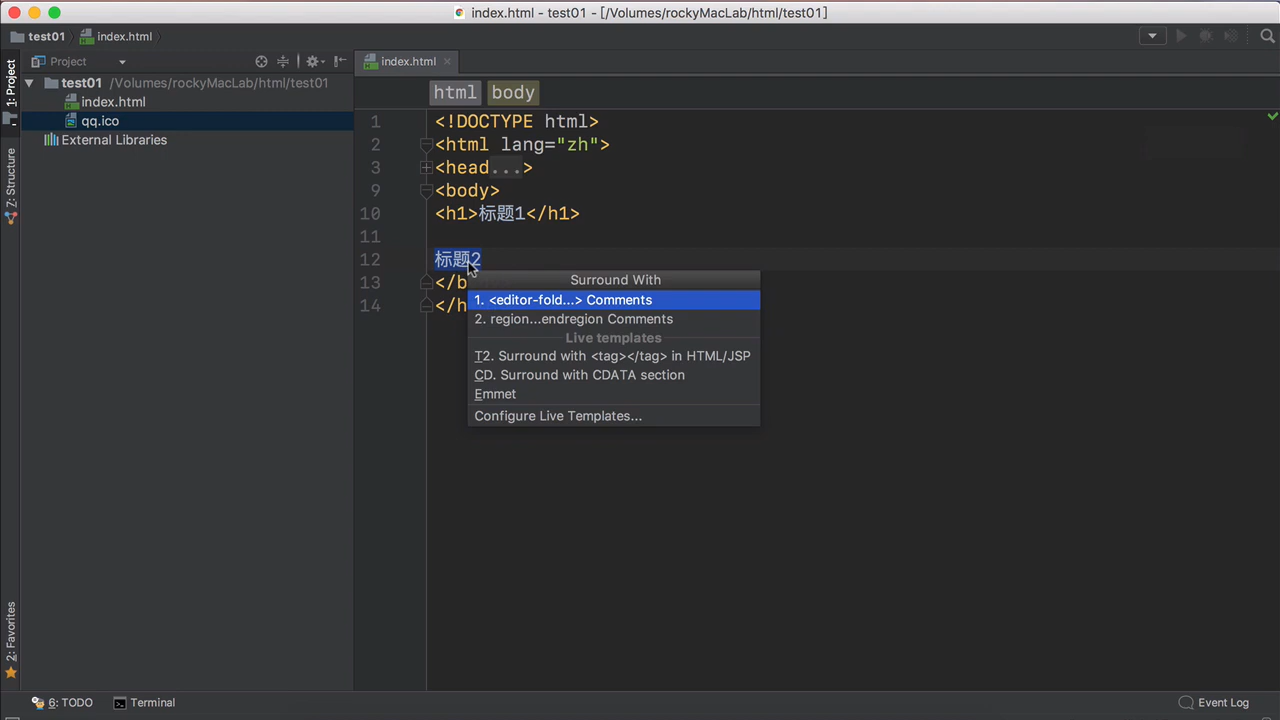 index.html - test01 - [/Volumes/rockyMacLab/html/test01]
test01 index.html
1: Project
Project
test01 /Volumes/rockyMacLab/html/test01
index.html
qq.ico
External Libraries
Z: Structure
2: Favorites
index.html
html body
1 <!DOCTYPE html>
2 <html lang="zh">
3 <head...>
9 <body>
10 <h1>标题1</h1>
11
12 标题2
13 </b
14 </h
Surround With
1. <editor-fold...> Comments
2. region...endregion Comments
Live templates
T2. Surround with <tag></tag> in HTML/JSP
CD. Surround with CDATA section
Emmet
Configure Live Templates...
6: TODO Terminal Event Log